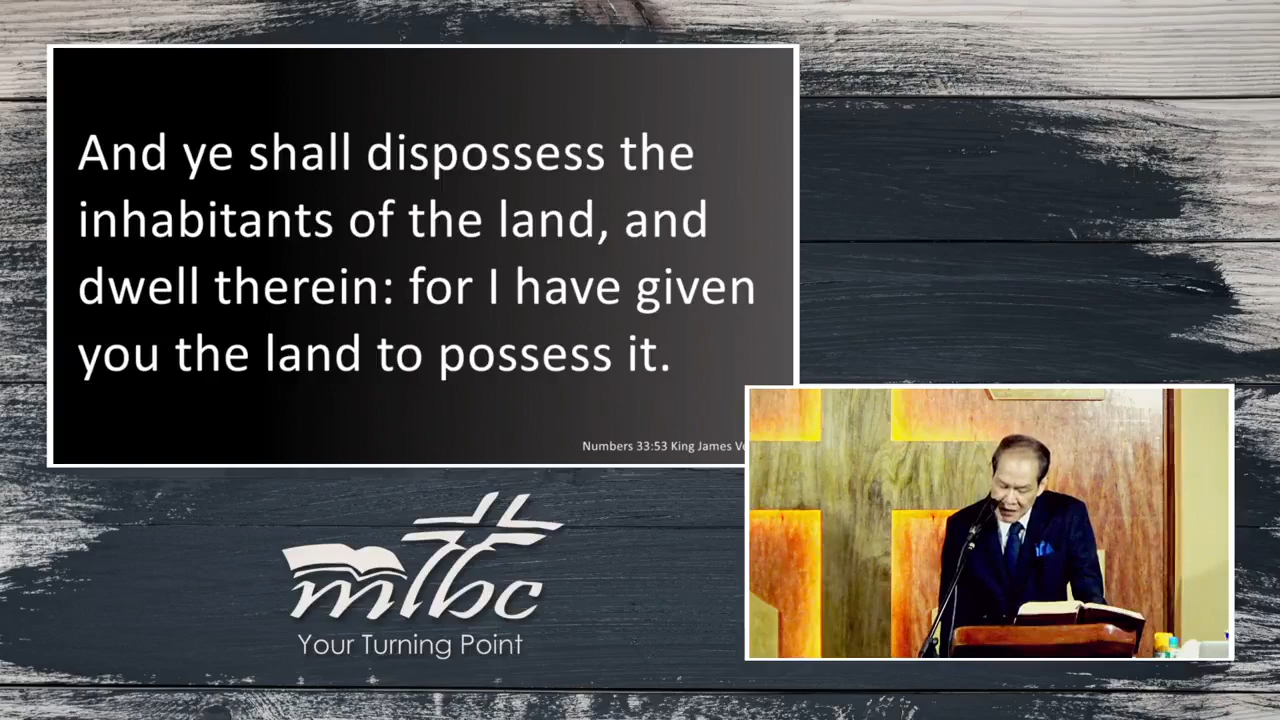 And ye shall dispossess the
inhabitants of the land, and
dwell therein: for I have given
you the land to possess it.
Numbers 33:53 King James
mlbc
Your Turning Point